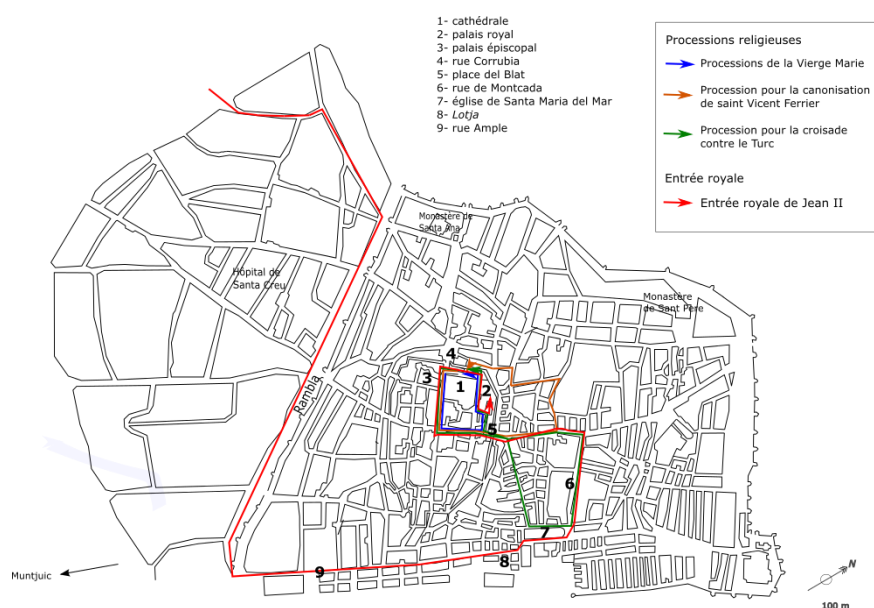 1- cathédrale
2- palais royal
3- palais épiscopal
4- rue Corrubia
5- place del Blat
6- rue de Montcada
7- église de Santa Maria del Mar
8- Lotja
9- rue Ample
Processions religieuses
Processions de la Vierge Marie
Procession pour la canonisation
de saint Vicent Ferrier
Procession pour la croisade
contre le Turc
Entrée royale
Entrée royale de Jean II
Monastère de
Santa Ana
Hôpital de
Santa Creu
Monastère
de Sant Père
Rambla
4
3
1
2
5
6
7
8
9
Muntjuic
N
100 m